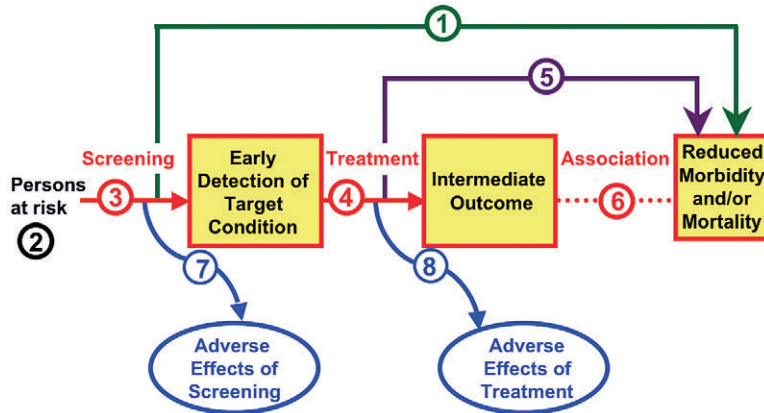 1
5
Screening
Early
Detection of
Target
Condition
Treatment
Intermediate
Outcome
Association
Reduced
Morbidity
and/or
Mortality
Persons
at risk
2
3
4
6
7
8
Adverse
Effects of
Screening
Adverse
Effects of
Treatment